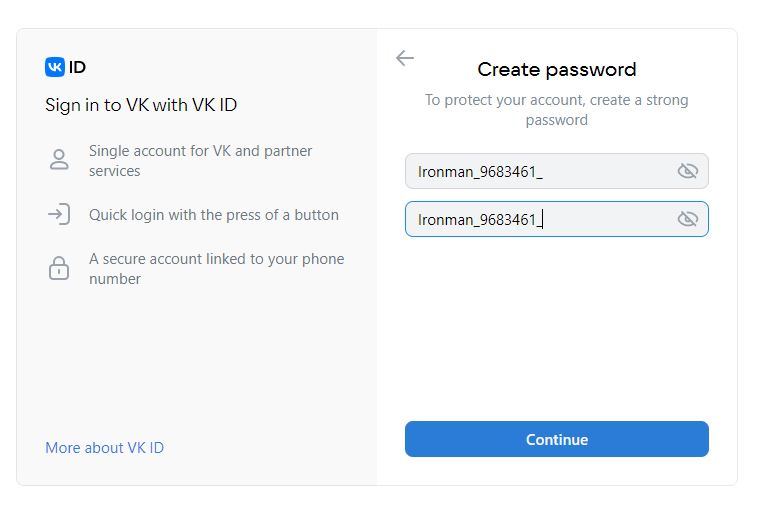 VK ID
Sign in to VK with VK ID
Single account for VK and partner
services
Quick login with the press of a button
A secure account linked to your phone
number
More about VK ID
Create password
To protect your account, create a strong
password
Ironman_9683461_
Ironman_9683461_
Continue